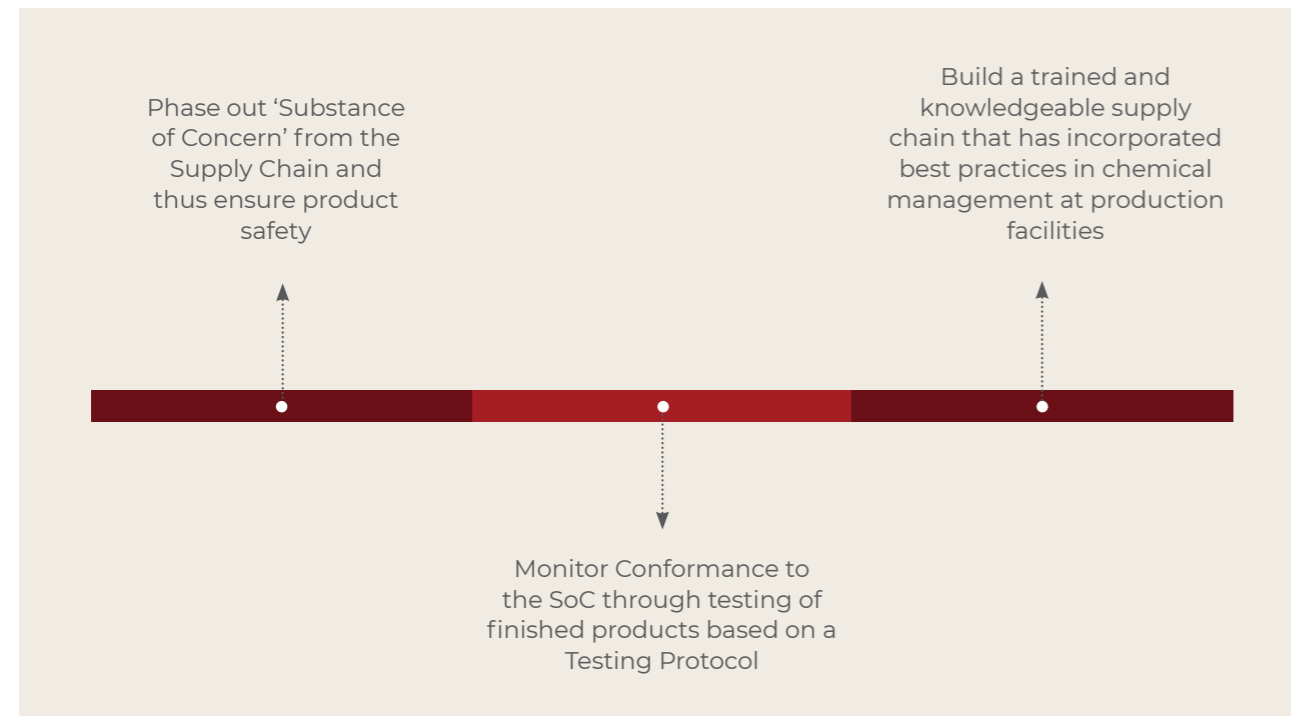 Phase out ‘Substance
of Concern’ from the
Supply Chain and
thus ensure product
safety
Monitor Conformance to
the SoC through testing of
finished products based on a
Testing Protocol
Build a trained and
knowledgeable supply
chain that has incorporated
best practices in chemical
management at production
facilities